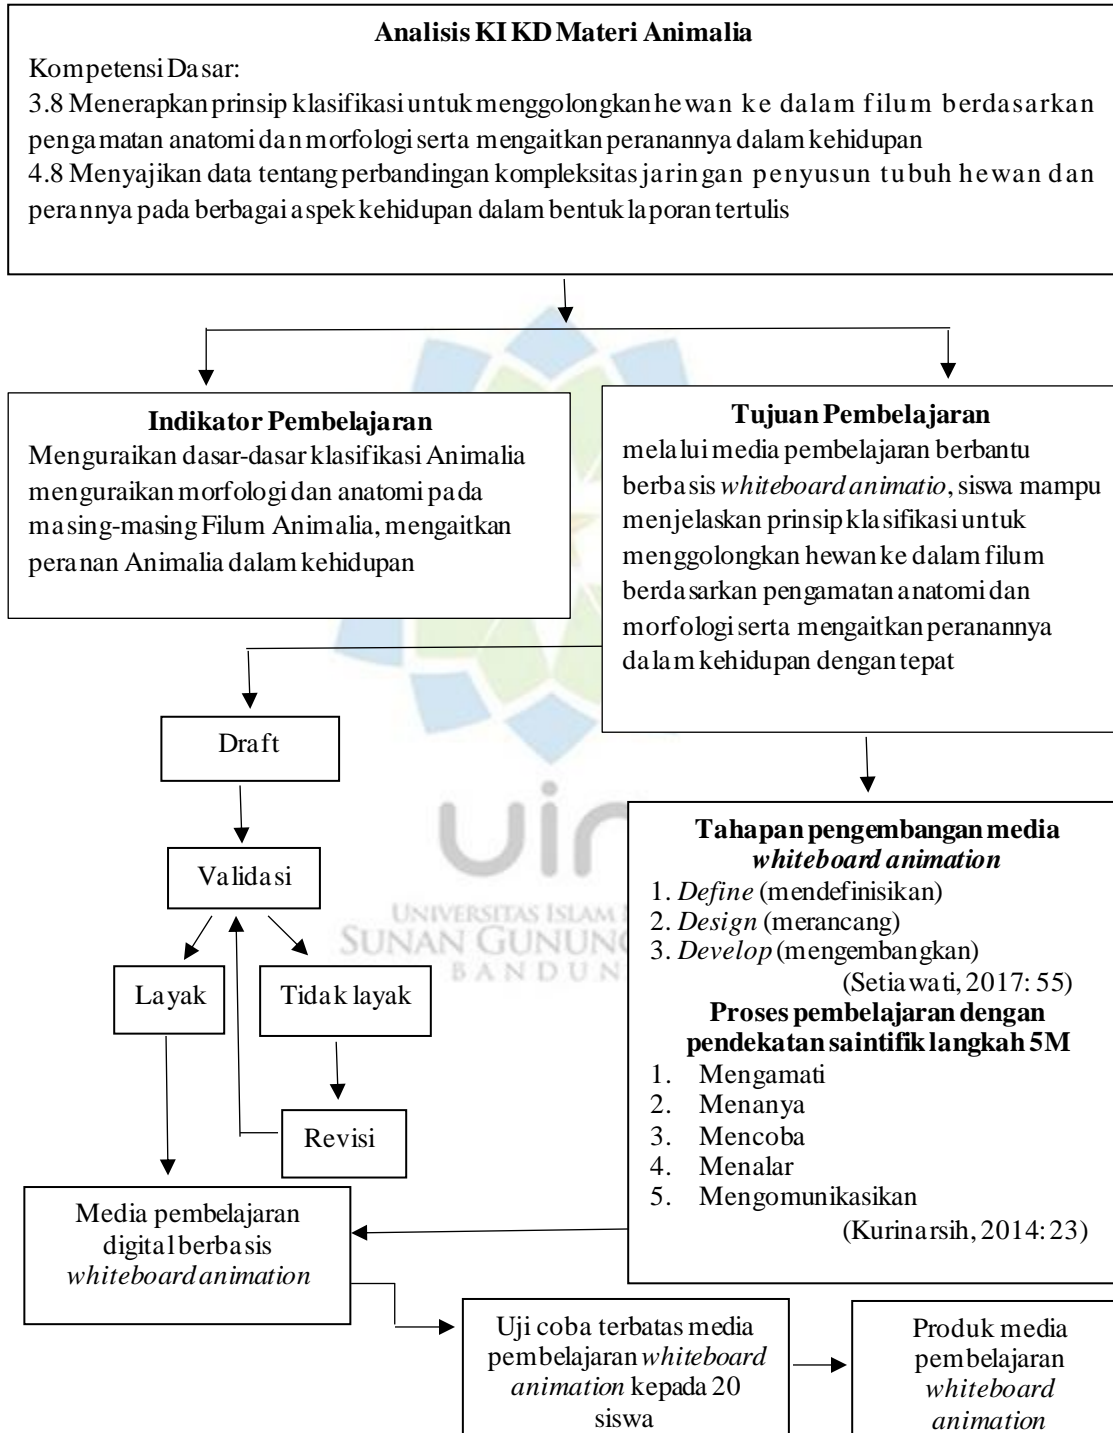 Analisis KI KD Materi Animalia
Kompetensi Dasar:
3.8 Menerapkan prinsip klasifikasi untuk menggolongkan hewan ke dalam filum berdasarkan
pengamatan anatomi dan morfologi serta mengaitkan peranannya dalam kehidupan
4.8 Menyajikan data tentang perbandingan kompleksitas jaringan penyusun tubuh hewan dan
perannya pada berbagai aspek kehidupan dalam bentuk laporan tertulis
Indikator Pembelajaran
Menguraikan dasar-dasar klasifikasi Animalia
menguraikan morfologi dan anatomi pada
masing-masing Filum Animalia, mengaitkan
peranan Animalia dalam kehidupan
Tujuan Pembelajaran
melalui media pembelajaran berbantu
berbasis whiteboard animatio, siswa mampu
menjelaskan prinsip klasifikasi untuk
menggolongkan hewan ke dalam filum
berdasarkan pengamatan anatomi dan
morfologi serta mengaitkan peranannya
dalam kehidupan dengan tepat
Draft
Validasi
Layak
Tidak layak
Revisi
Tahapan pengembangan media
whiteboard animation
1. Define (mendefinisikan)
2. Design (merancang)
3. Develop (mengembangkan)
(Setiawati, 2017: 55)
Proses pembelajaran dengan
pendekatan saintifik langkah 5M
1. Mengamati
2. Menanya
3. Mencoba
4. Menalar
5. Mengomunikasikan
(Kurinarsih, 2014: 23)
Media pembelajaran
digital berbasis
whiteboard animation
Uji coba terbatas media
pembelajaran whiteboard
animation kepada 20
siswa
Produk media
pembelajaran
whiteboard
animation
UNIVERSITAS ISLAM
SUNAN